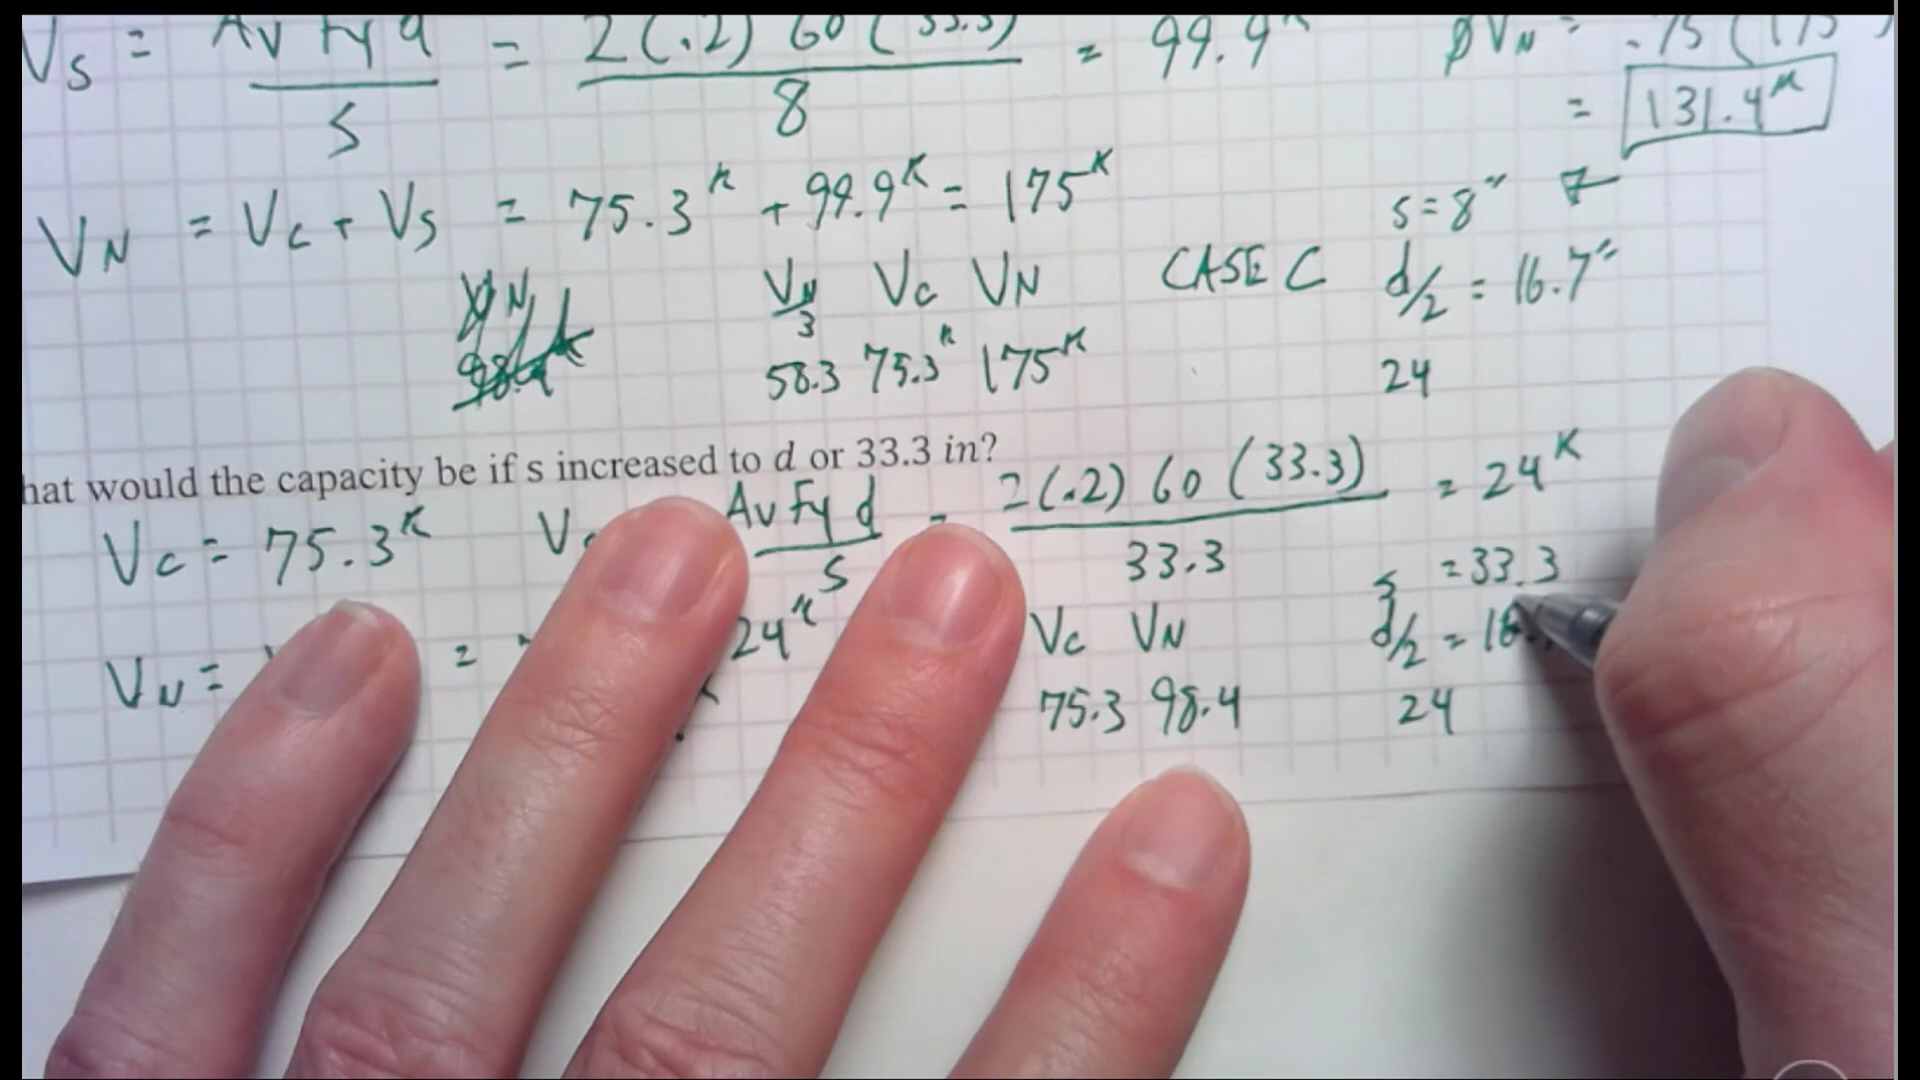 Vs = Av Fy d / s = 2(.2) 60 (33.3) / 8 = 99.9ᴷ
φVN = .75 (175
= 131.4ᴷ
VN = Vc + Vs = 75.3ᴷ + 99.9ᴷ = 175ᴷ
s = 8"
VN/3 Vc VN CASE C d/2 = 16.7"
58.3 75.3ᴷ 175ᴷ 24
hat would the capacity be if s increased to d or 33.3 in?
Vc = 75.3ᴷ Av Fy d / s = 2(.2) 60 (33.3) / 33.3 = 24ᴷ
s = 33.3
VN = = 24ᴷ Vc VN d/2 =
75.3 98.4 24